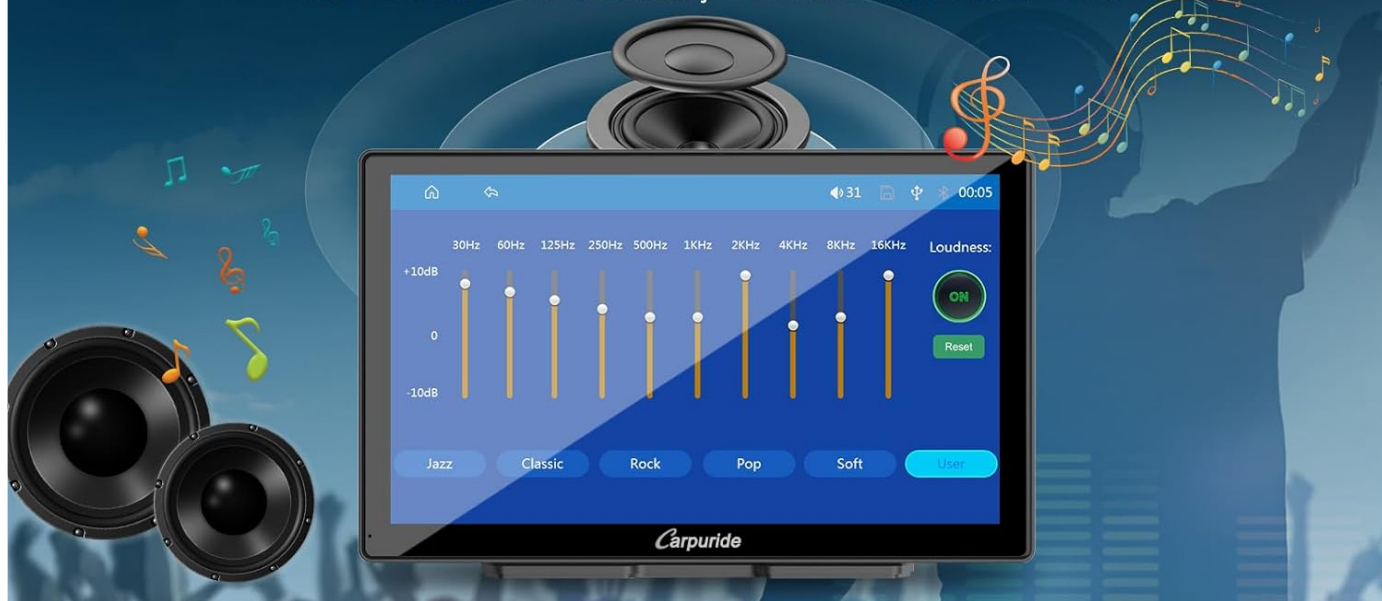 31 00:05
30Hz 60Hz 125Hz 250Hz 500Hz 1KHz 2KHz 4KHz 8KHz 16KHz Loudness:
+10dB
ON
0
Reset
-10dB
Jazz Classic Rock Pop Soft User
Carpuride